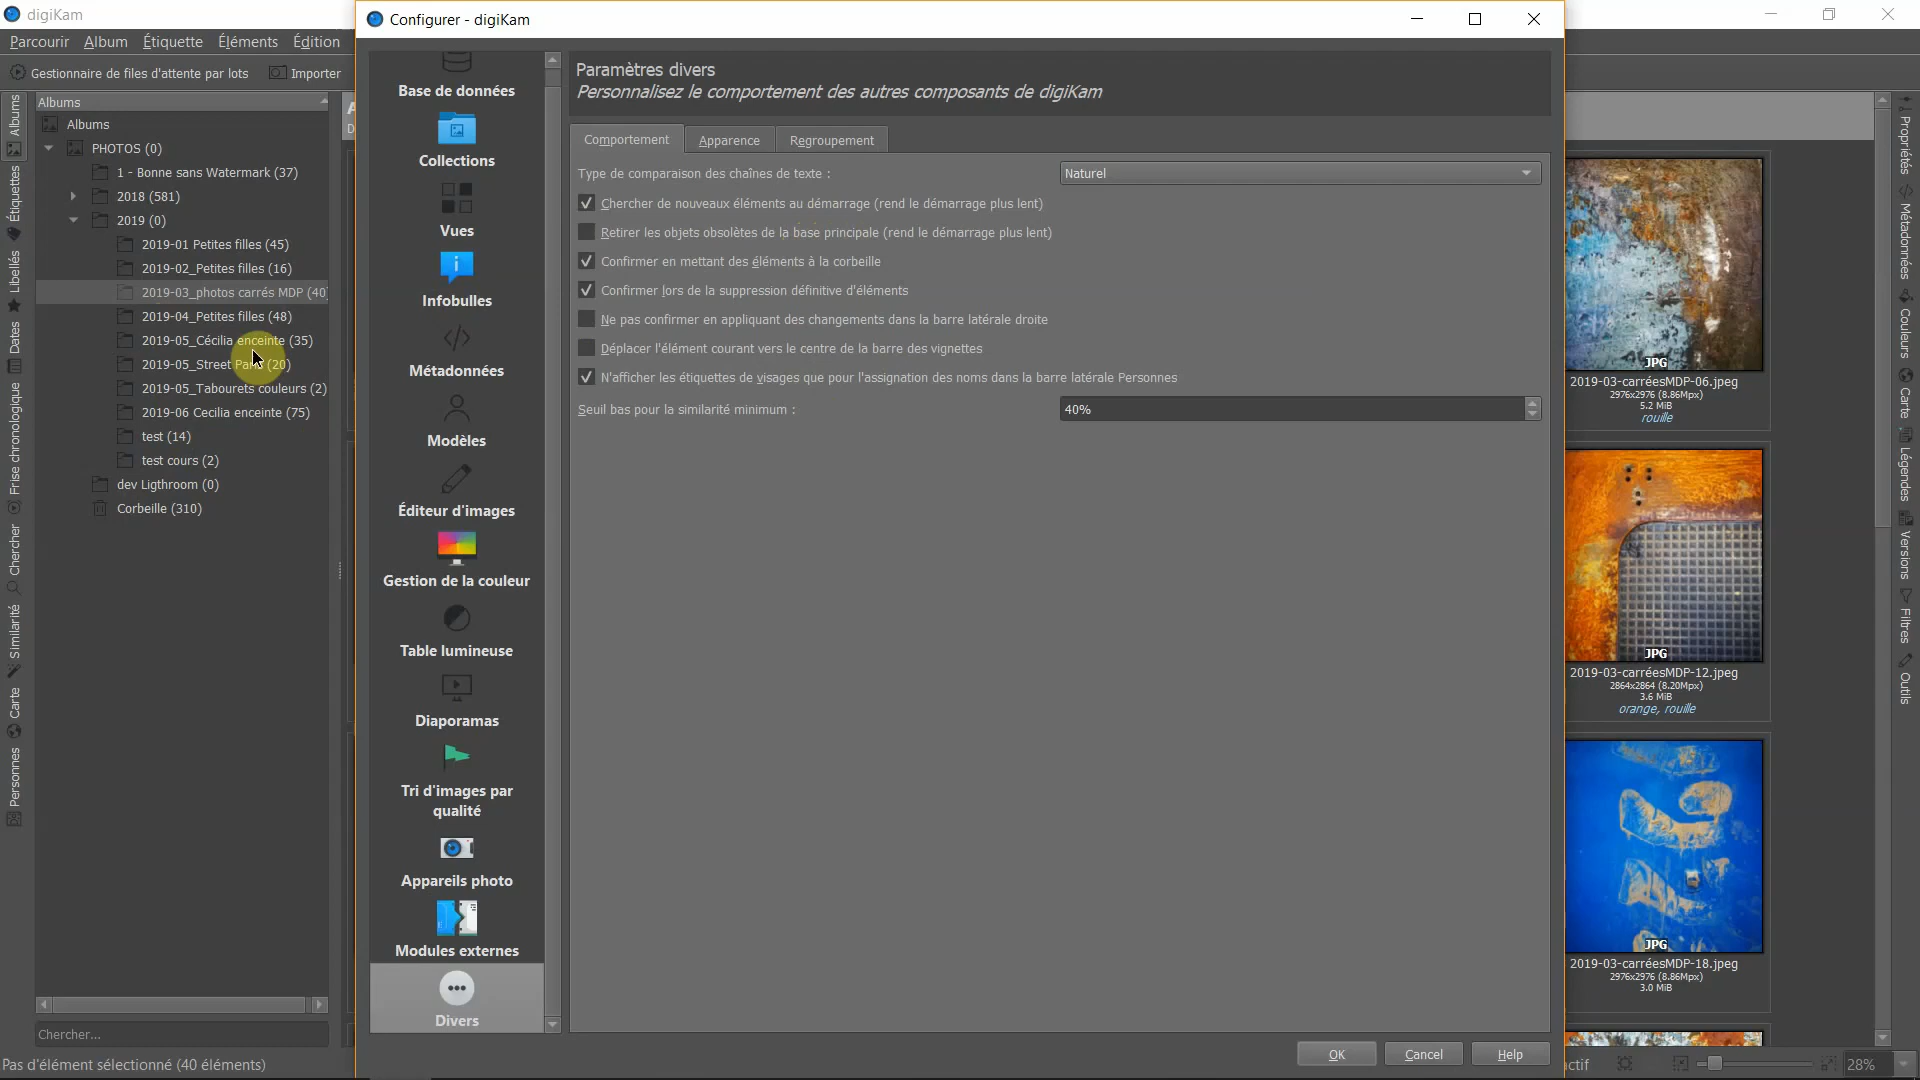 digiKam
Parcourir Album Étiquette Éléments Édition
Gestionnaire de files d'attente par lots Importer
Albums
Étiquettes
Libellés
Dates
Frise chronologique
Chercher
Similarité
Carte
Personnes
Albums
Albums
PHOTOS (0)
1 - Bonne sans Watermark (37)
2018 (581)
2019 (0)
2019-01 Petites filles (45)
2019-02_Petites filles (16)
2019-03_photos carrés MDP (40)
2019-04_Petites filles (48)
2019-05_Cécilia enceinte (35)
2019-05_Street Paris (20)
2019-05_Tabourets couleurs (2)
2019-06 Cecilia enceinte (75)
test (14)
test cours (2)
dev Ligthroom (0)
Corbeille (310)
Chercher...
Pas d'élément sélectionné (40 éléments)
Configurer - digiKam
Base de données
Collections
Vues
Infobulles
Métadonnées
Modèles
Éditeur d'images
Gestion de la couleur
Table lumineuse
Diaporamas
Tri d'images par
qualité
Appareils photo
Modules externes
Divers
Paramètres divers
Personnalisez le comportement des autres composants de digiKam
Comportement Apparence Regroupement
Type de comparaison des chaînes de texte : Naturel
Chercher de nouveaux éléments au démarrage (rend le démarrage plus lent)
Retirer les objets obsolètes de la base principale (rend le démarrage plus lent)
Confirmer en mettant des éléments à la corbeille
Confirmer lors de la suppression définitive d'éléments
Ne pas confirmer en appliquant des changements dans la barre latérale droite
Déplacer l'élément courant vers le centre de la barre des vignettes
N'afficher les étiquettes de visages que pour l'assignation des noms dans la barre latérale Personnes
Seuil bas pour la similarité minimum : 40%
OK Cancel Help
JPG
2019-03-carréesMDP-06.jpeg
2976x2976 (8.86Mpx)
5.2 MiB
rouille
JPG
2019-03-carréesMDP-12.jpeg
2864x2864 (8.20Mpx)
3.6 MiB
orange, rouille
JPG
2019-03-carréesMDP-18.jpeg
2976x2976 (8.86Mpx)
3.0 MiB
Propriétés
Métadonnées
Couleurs
Carte
Légendes
Versions
Filtres
Outils
ctif
28%